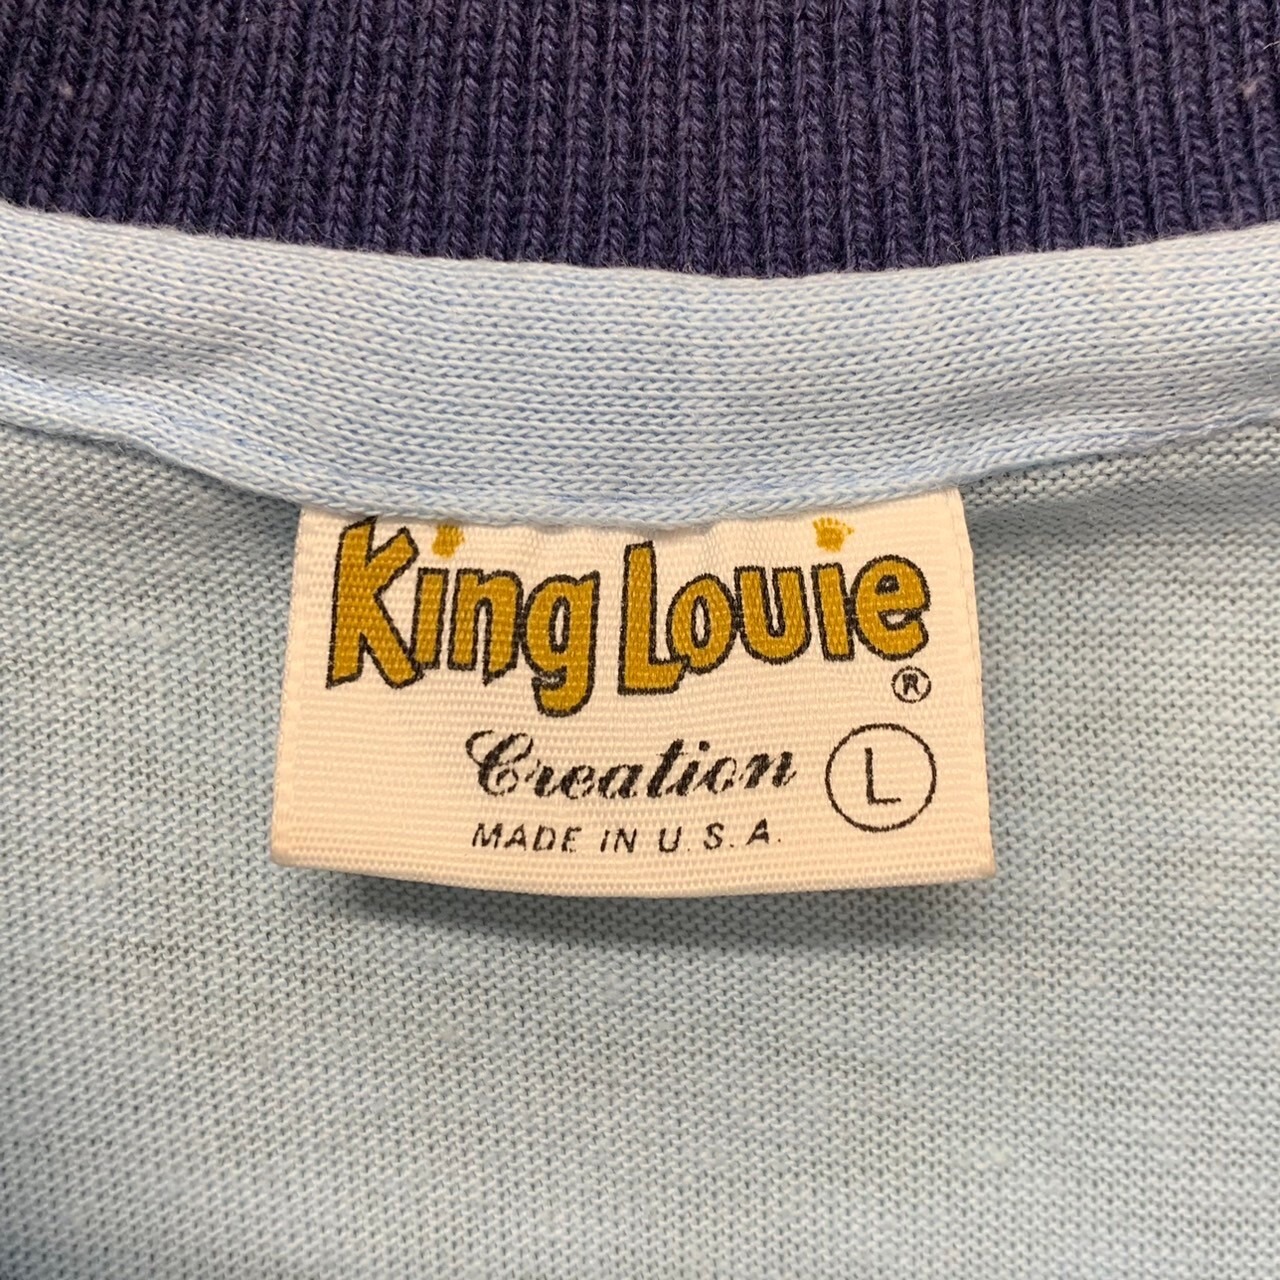 King Louie
®
Creation L
MADE IN U.S.A.